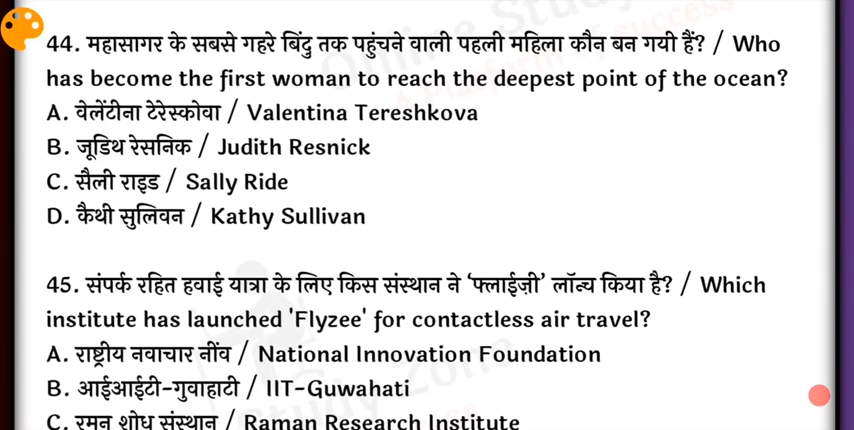 44. महासागर के सबसे गहरे बिंदु तक पहुंचने वाली पहली महिला कौन बन गयी हैं? / Who
has become the first woman to reach the deepest point of the ocean?
A. वेलेंटीना टेरेस्कोवा / Valentina Tereshkova
B. जूडिथ रेसनिक / Judith Resnick
C. सैली राइड / Sally Ride
D. कैथी सुलिवन / Kathy Sullivan
45. संपर्क रहित हवाई यात्रा के लिए किस संस्थान ने ‘फ्लाईज़ी’ लॉन्च किया है? / Which
institute has launched 'Flyzee' for contactless air travel?
A. राष्ट्रीय नवाचार नींव / National Innovation Foundation
B. आईआईटी-गुवाहाटी / IIT-Guwahati
C. रमन शोध संस्थान / Raman Research Institute